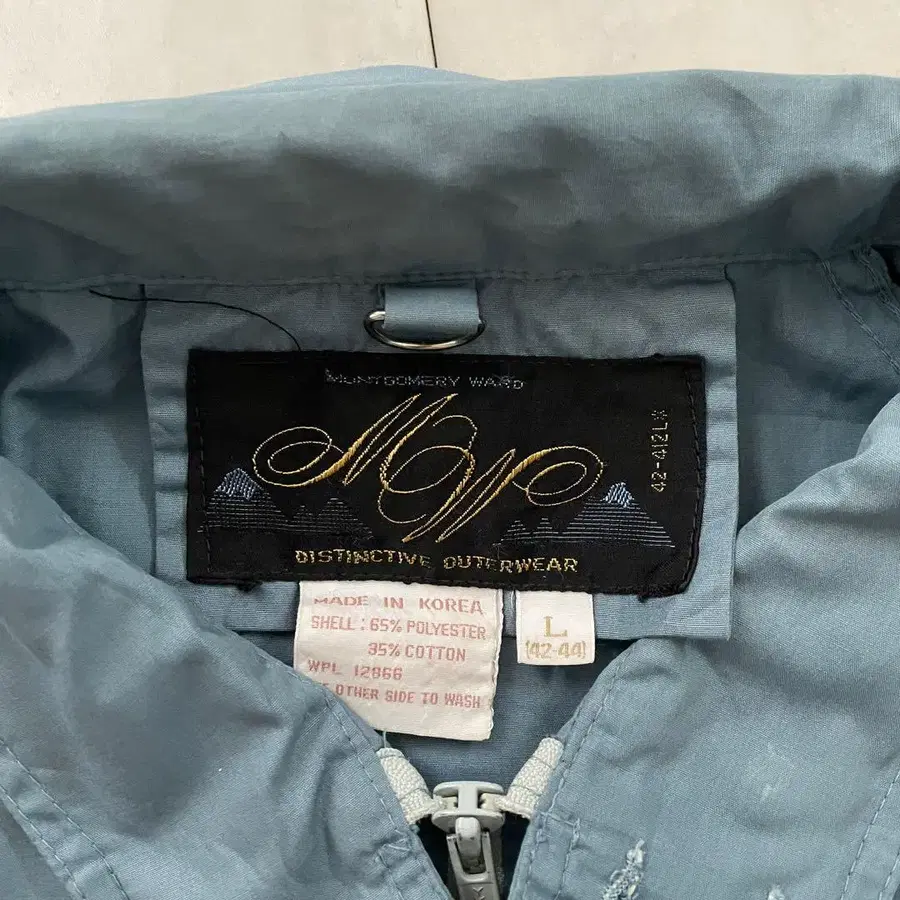 MONTGOMERY WARD
MW
42-412LX
DISTINCTIVE OUTERWEAR
MADE IN KOREA
SHELL: 65% POLYESTER
35% COTTON
WPL 12866
OTHER SIDE TO WASH
L
(42-44)